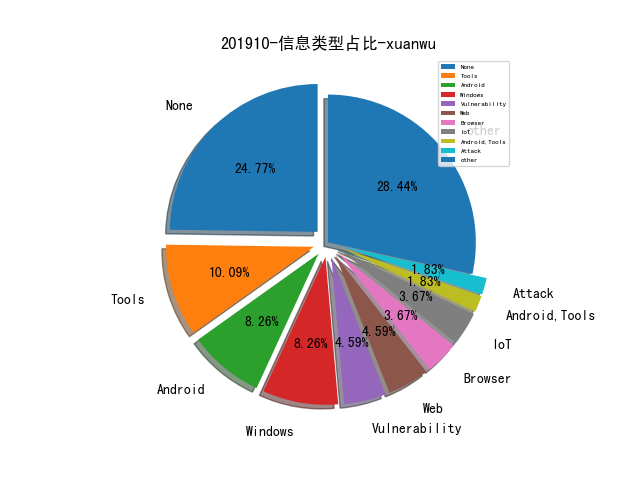 201910-信息类型占比-xuanwu
None
Tools
Android
Windows
Vulnerability
Web
Browser
IoT
Android,Tools
Attack
other
other
None
24.77%
28.44%
10.09%
Tools
8.26%
Android
8.26%
Windows
4.59%
Vulnerability
4.59%
Web
3.67%
Browser
3.67%
IoT
1.83%
Android,Tools
1.83%
Attack